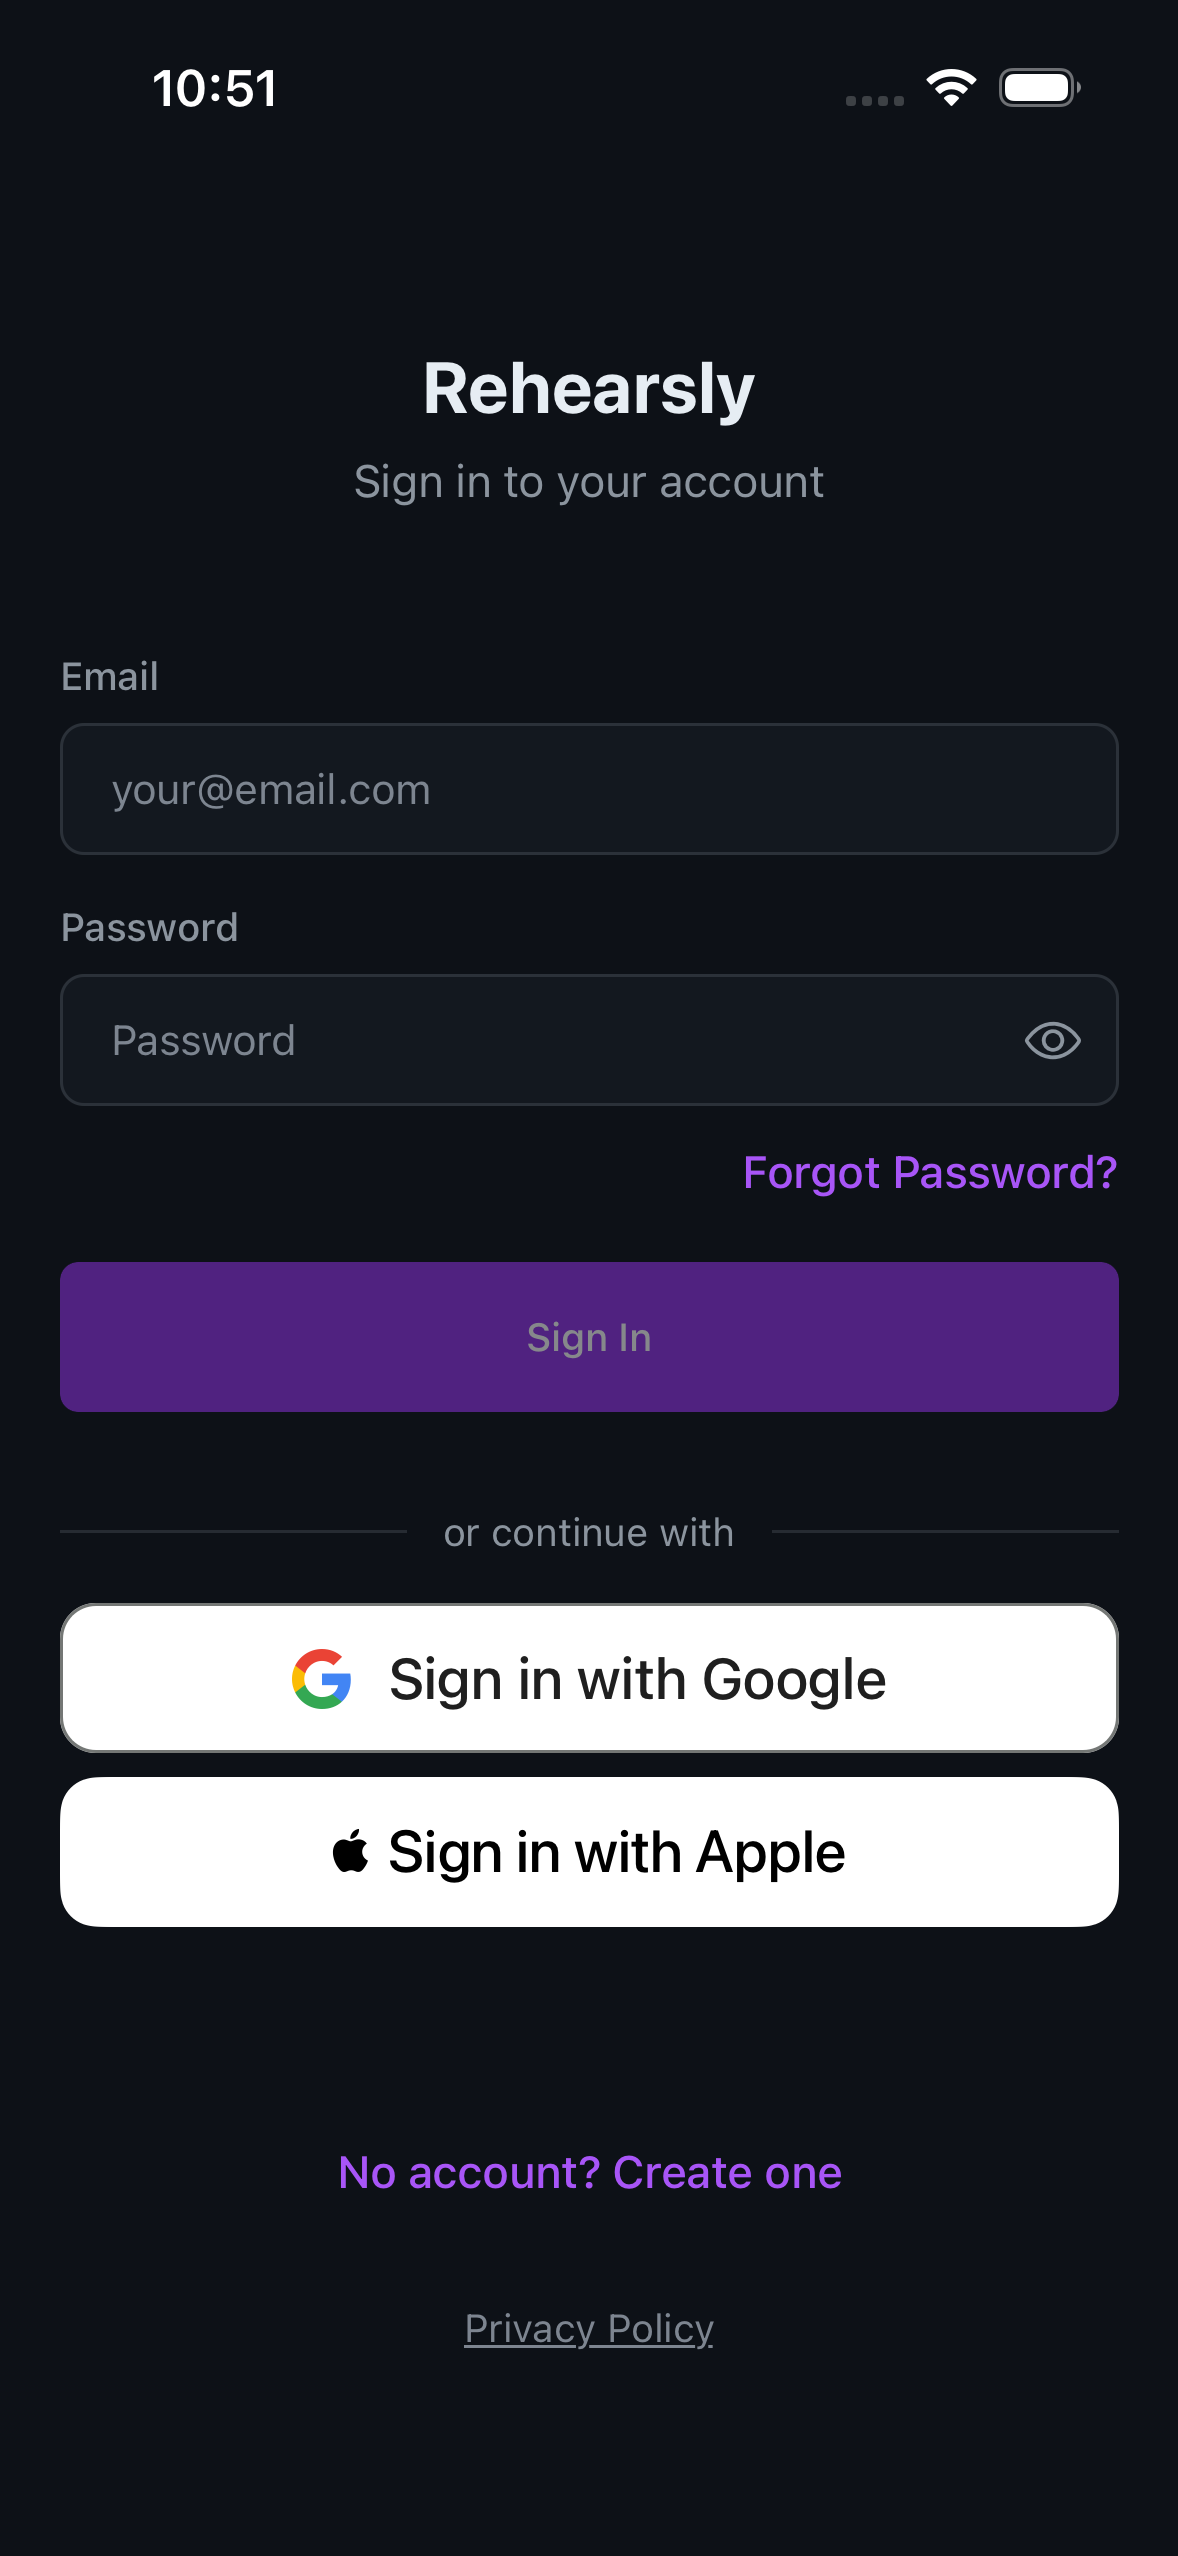 10:51
Rehearsly
Sign in to your account
Email
your@email.com
Password
Password
Forgot Password?
Sign In
or continue with
Sign in with Google
Sign in with Apple
No account? Create one
Privacy Policy